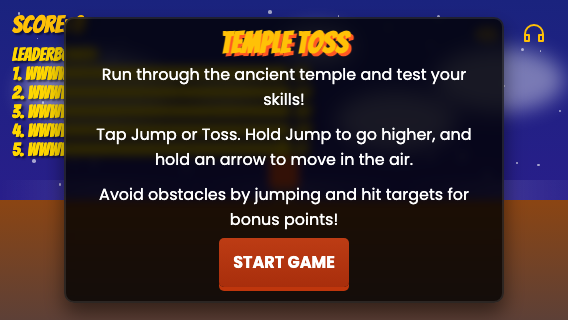 SCORE
TEMPLE TOSS
LEADERB
Run through the ancient temple and test your
skills!
1. WWW
2. WWW
3. WWW
4. WWW
5. WWW
Tap Jump or Toss. Hold Jump to go higher, and
hold an arrow to move in the air.
Avoid obstacles by jumping and hit targets for
bonus points!
START GAME